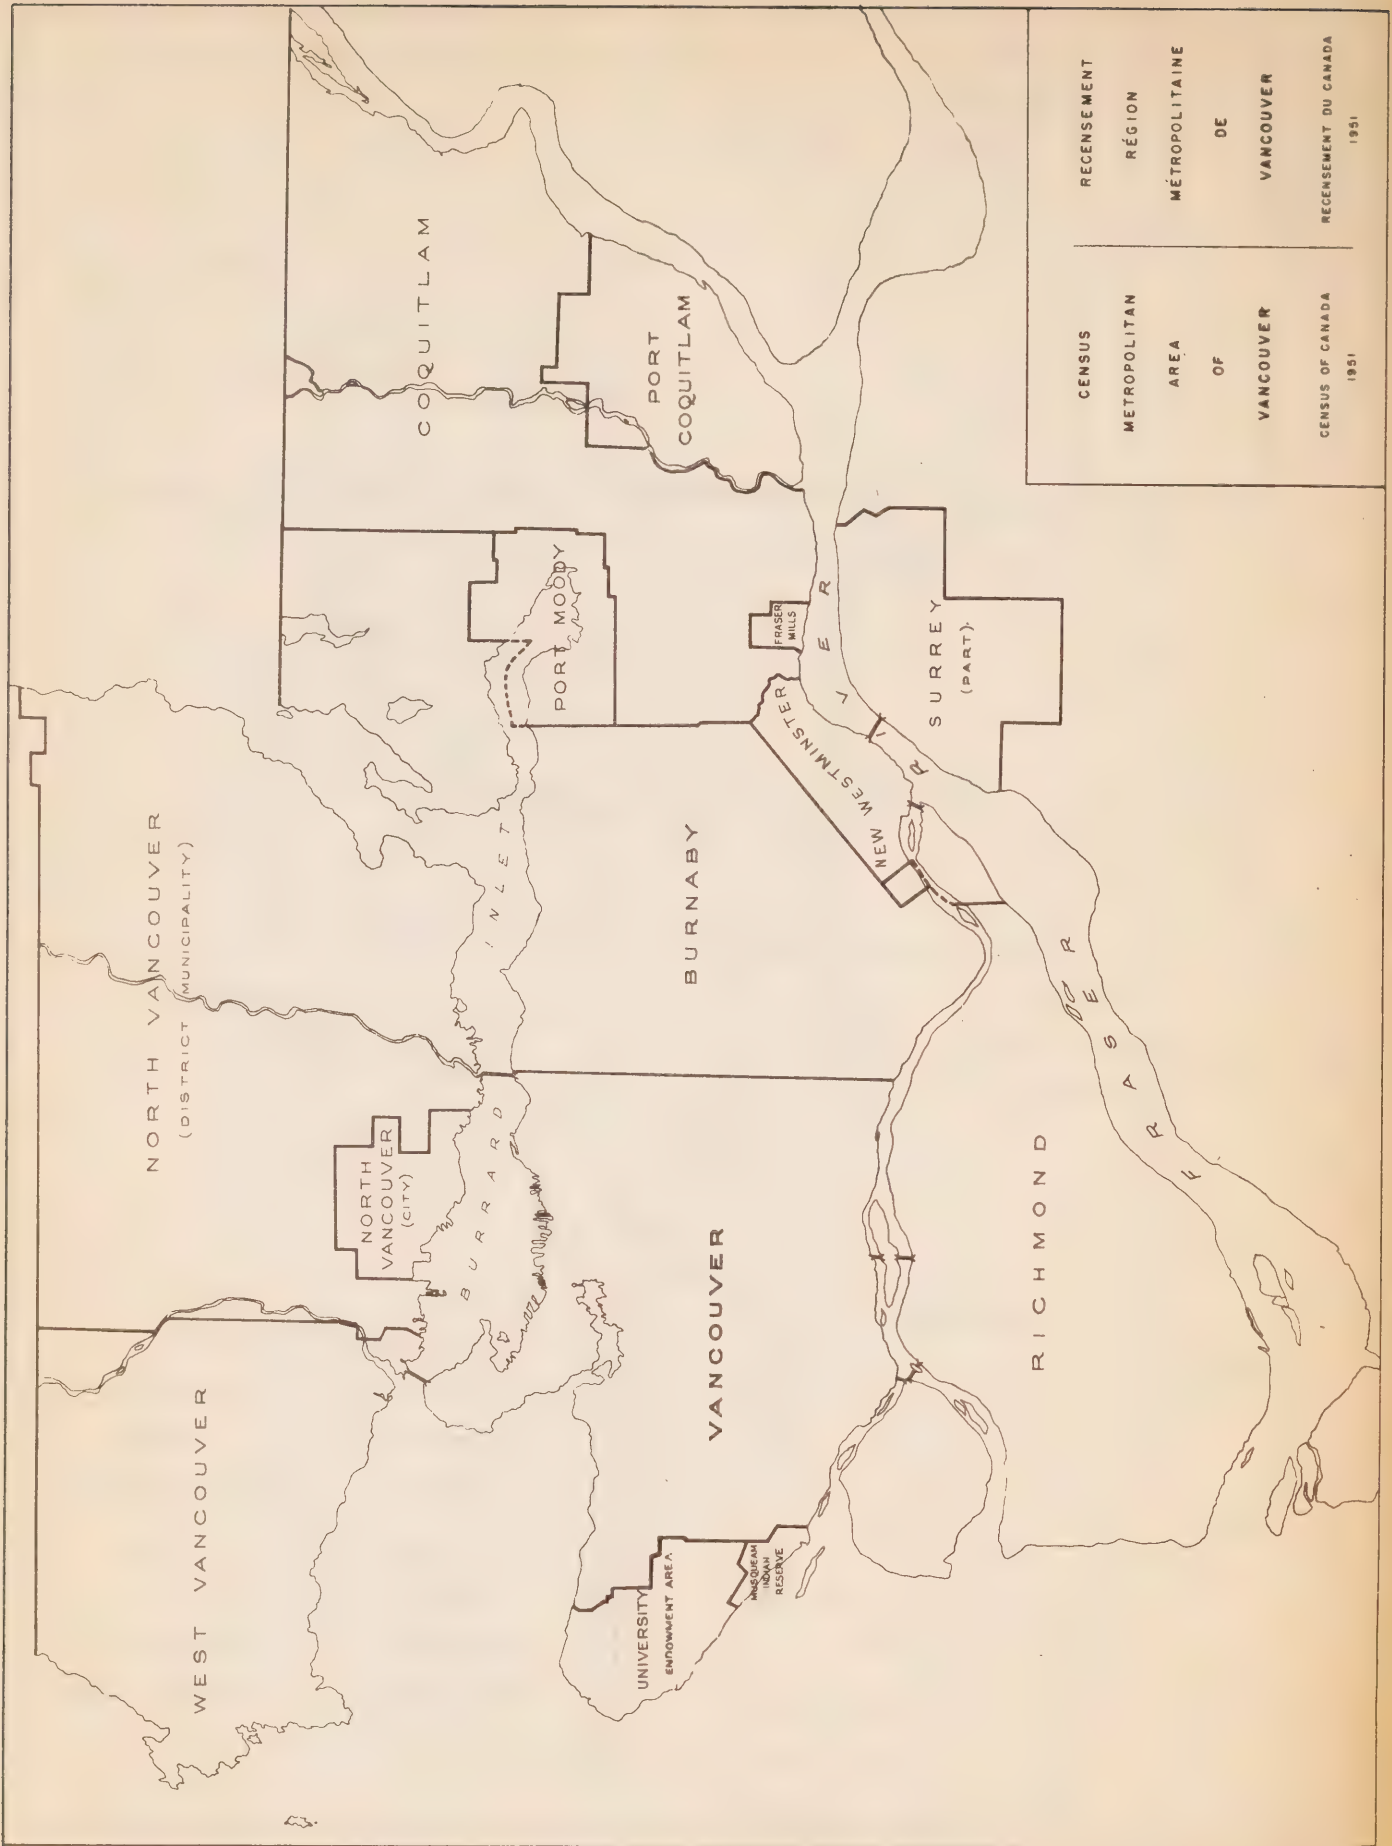 WEST VANCOUVER
NORTH VANCOUVER
(DISTRICT MUNICIPALITY)
NORTH
VANCOUVER
(CITY)
BURRARD INLET
COQUITLAM
PORT MOODY
PORT
COQUITLAM
UNIVERSITY
ENDOWMENT AREA
MUSQUEAM
INDIAN
RESERVE
VANCOUVER
BURNABY
NEW WESTMINSTER
FRASER
MILLS
SURREY
(PART)
RICHMOND
FRASER RIVER
CENSUS
METROPOLITAN
AREA
OF
VANCOUVER
CENSUS OF CANADA
1951
RECENSEMENT
RÉGION
MÉTROPOLITAINE
DE
VANCOUVER
RECENSEMENT DU CANADA
1951